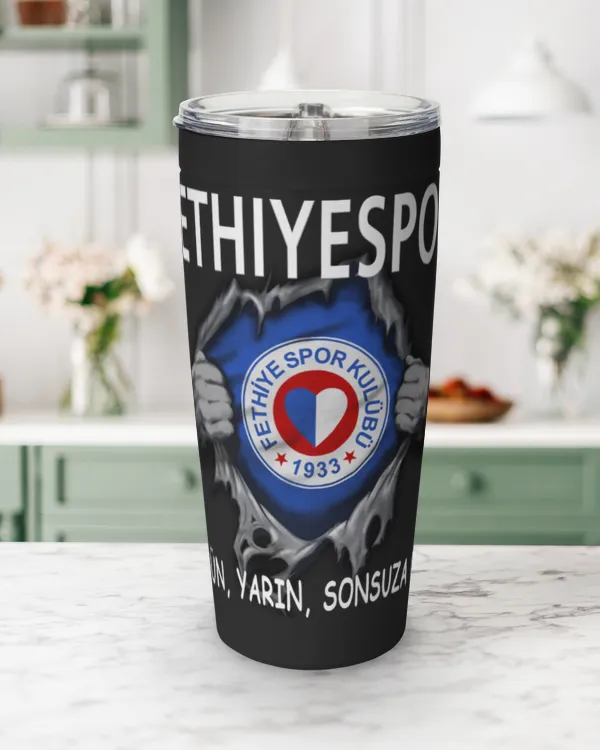 ETHIYESPO
FETHİYE SPOR KULÜBÜ
1933
ÜN, YARIN, SONSUZA